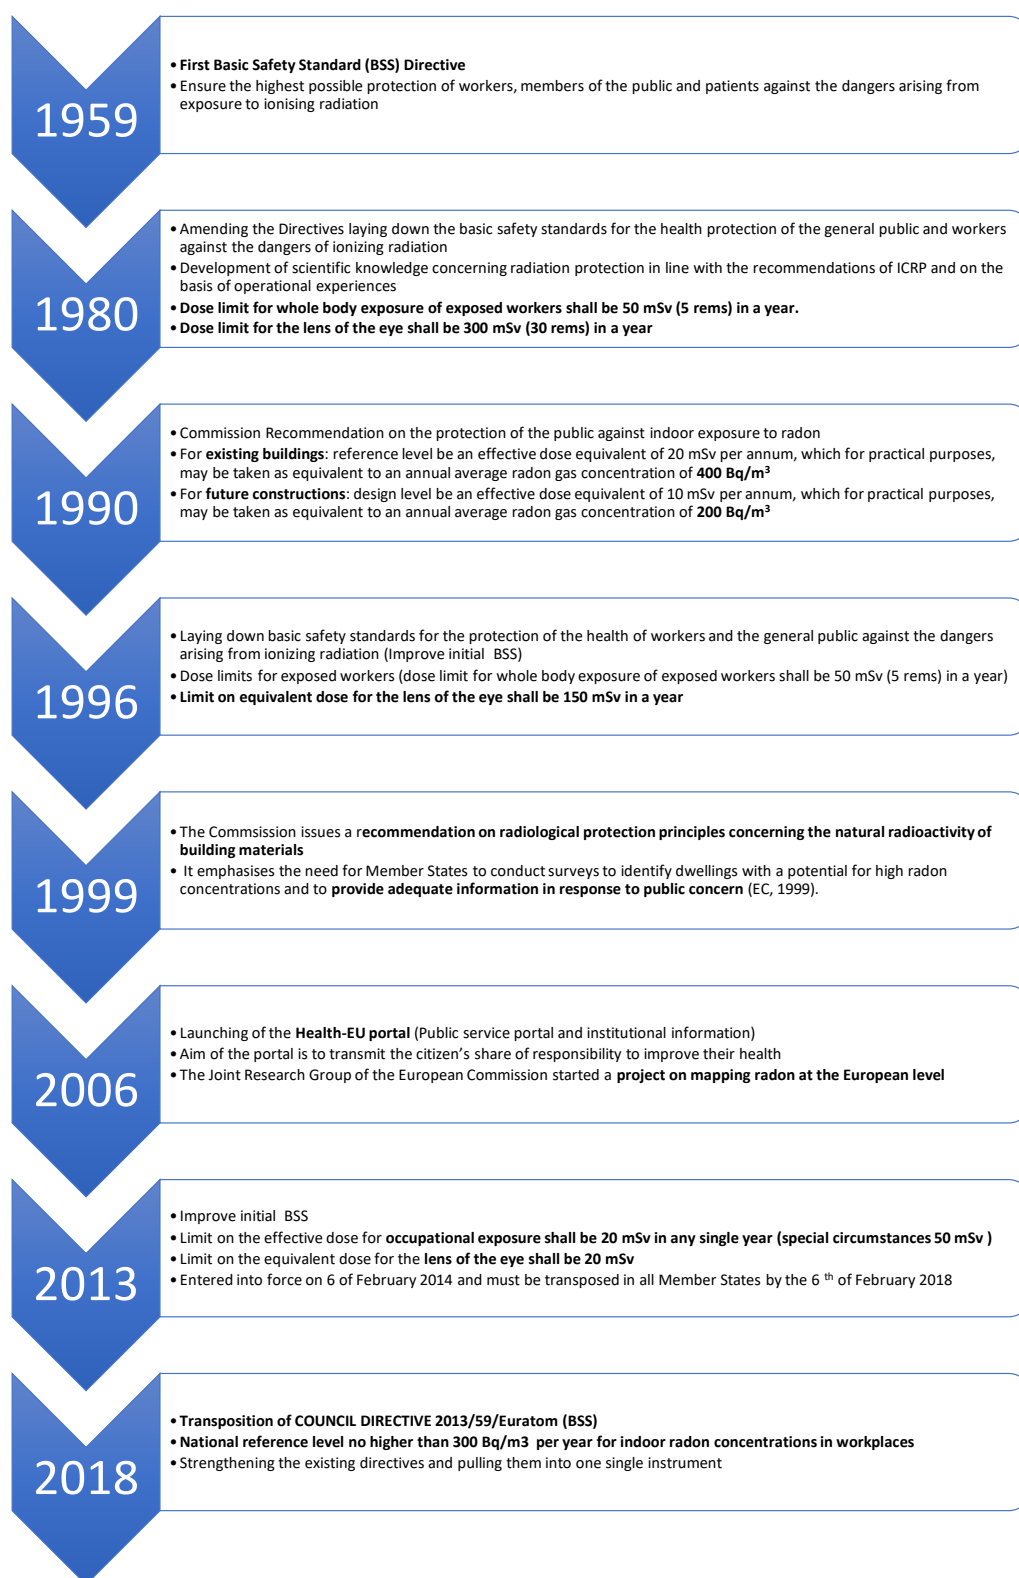 1959
• First Basic Safety Standard (BSS) Directive
• Ensure the highest possible protection of workers, members of the public and patients against the dangers arising from
exposure to ionising radiation
1980
• Amending the Directives laying down the basic safety standards for the health protection of the general public and workers
against the dangers of ionizing radiation
• Development of scientific knowledge concerning radiation protection in line with the recommendations of ICRP and on the
basis of operational experiences
• Dose limit for whole body exposure of exposed workers shall be 50 mSv (5 rems) in a year.
• Dose limit for the lens of the eye shall be 300 mSv (30 rems) in a year
1990
• Commission Recommendation on the protection of the public against indoor exposure to radon
• For existing buildings: reference level be an effective dose equivalent of 20 mSv per annum, which for practical purposes,
may be taken as equivalent to an annual average radon gas concentration of 400 Bq/m³
• For future constructions: design level be an effective dose equivalent of 10 mSv per annum, which for practical purposes,
may be taken as equivalent to an annual average radon gas concentration of 200 Bq/m³
1996
• Laying down basic safety standards for the protection of the health of workers and the general public against the dangers
arising from ionizing radiation (Improve initial BSS)
• Dose limits for exposed workers (dose limit for whole body exposure of exposed workers shall be 50 mSv (5 rems) in a year)
• Limit on equivalent dose for the lens of the eye shall be 150 mSv in a year
1999
• The Commsission issues a recommendation on radiological protection principles concerning the natural radioactivity of
building materials
• It emphasises the need for Member States to conduct surveys to identify dwellings with a potential for high radon
concentrations and to provide adequate information in response to public concern (EC, 1999).
2006
• Launching of the Health-EU portal (Public service portal and institutional information)
• Aim of the portal is to transmit the citizen's share of responsibility to improve their health
• The Joint Research Group of the European Commission started a project on mapping radon at the European level
2013
• Improve initial BSS
• Limit on the effective dose for occupational exposure shall be 20 mSv in any single year (special circumstances 50 mSv )
• Limit on the equivalent dose for the lens of the eye shall be 20 mSv
• Entered into force on 6 of February 2014 and must be transposed in all Member States by the 6 th of February 2018
2018
• Transposition of COUNCIL DIRECTIVE 2013/59/Euratom (BSS)
• National reference level no higher than 300 Bq/m3 per year for indoor radon concentrations in workplaces
• Strengthening the existing directives and pulling them into one single instrument